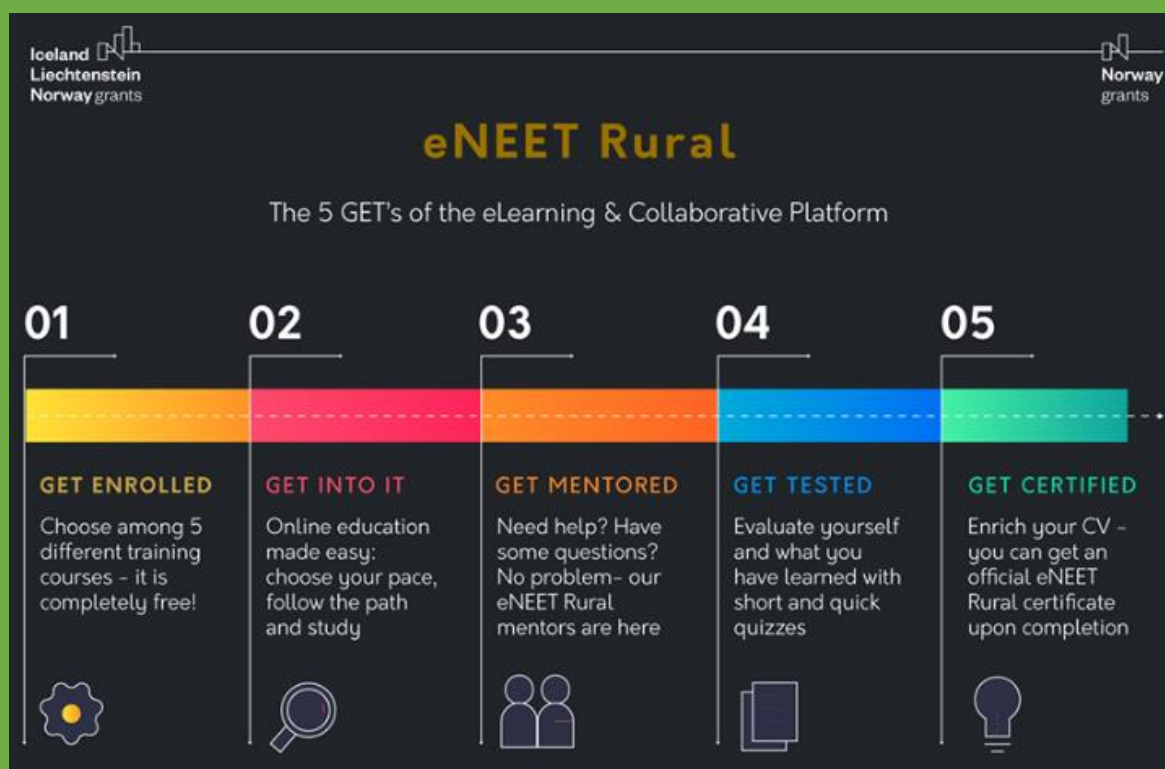 Iceland
Liechtenstein
Norway grants
Norway
grants
eNEET Rural
The 5 GET's of the eLearning & Collaborative Platform
01
02
03
04
05
GET ENROLLED
Choose among 5
different training
courses – it is
completely free!
GET INTO IT
Online education
made easy:
choose your pace,
follow the path
and study
GET MENTORED
Need help? Have
some questions?
No problem– our
eNEET Rural
mentors are here
GET TESTED
Evaluate yourself
and what you
have learned with
short and quick
quizzes
GET CERTIFIED
Enrich your CV –
you can get an
official eNEET
Rural certificate
upon completion